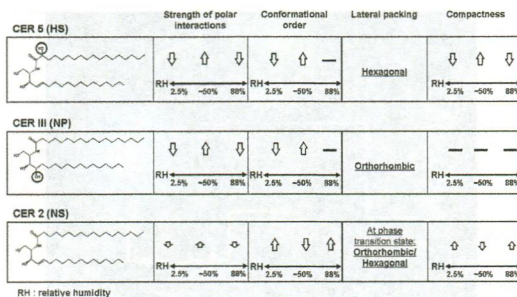 Strength of polar interactions
Conformational order
Lateral packing
Compactness
CER 5 (HS)
Hexagonal
RH
2.5% ~50% 88%
RH
2.5% ~50% 88%
RH
2.5% ~50% 88%
CER III (NP)
Orthorhombic
RH
2.5% ~50% 88%
RH
2.5% ~50% 88%
RH
2.5% ~50% 88%
CER 2 (NS)
At phase
transition state:
Orthorhombic/
Hexagonal
RH
2.5% ~50% 88%
RH
2.5% ~50% 88%
RH
2.5% ~50% 88%
RH : relative humidity